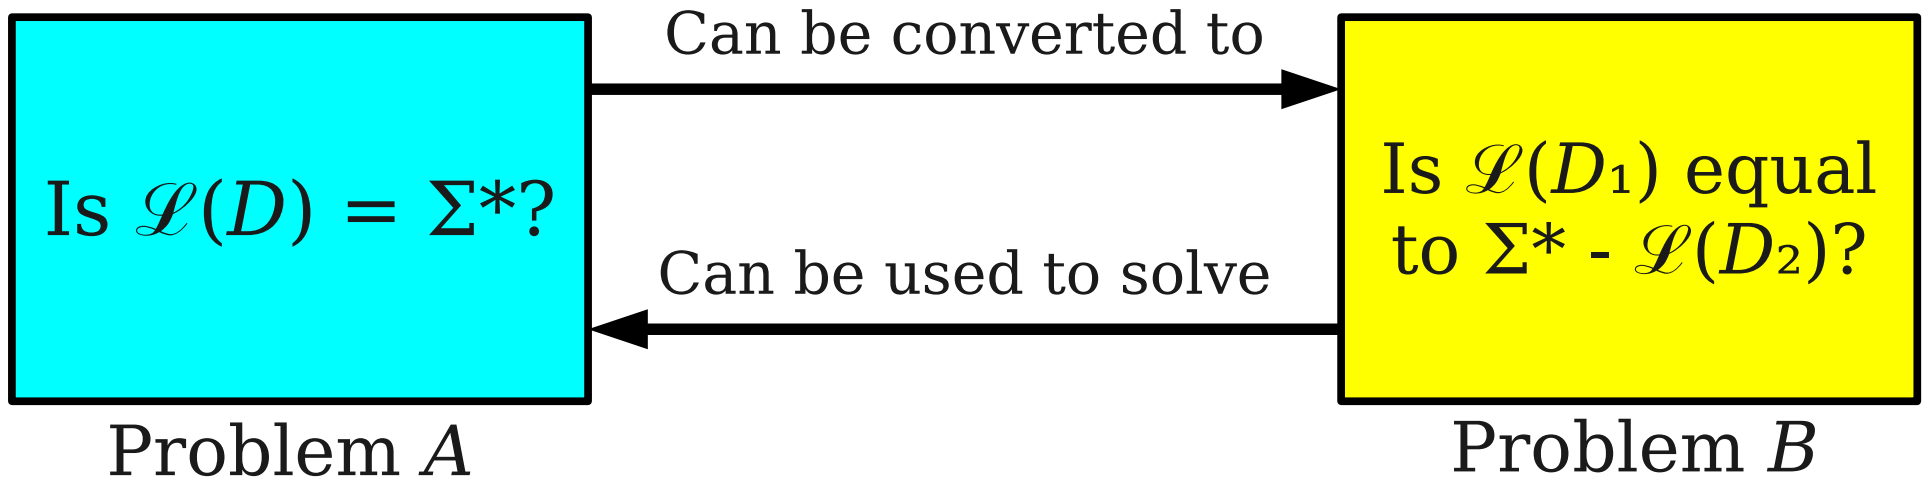 Can be converted to
Is ℒ(D) = Σ*?
Is ℒ(D₁) equal
to Σ* - ℒ(D₂)?
Can be used to solve
Problem A
Problem B